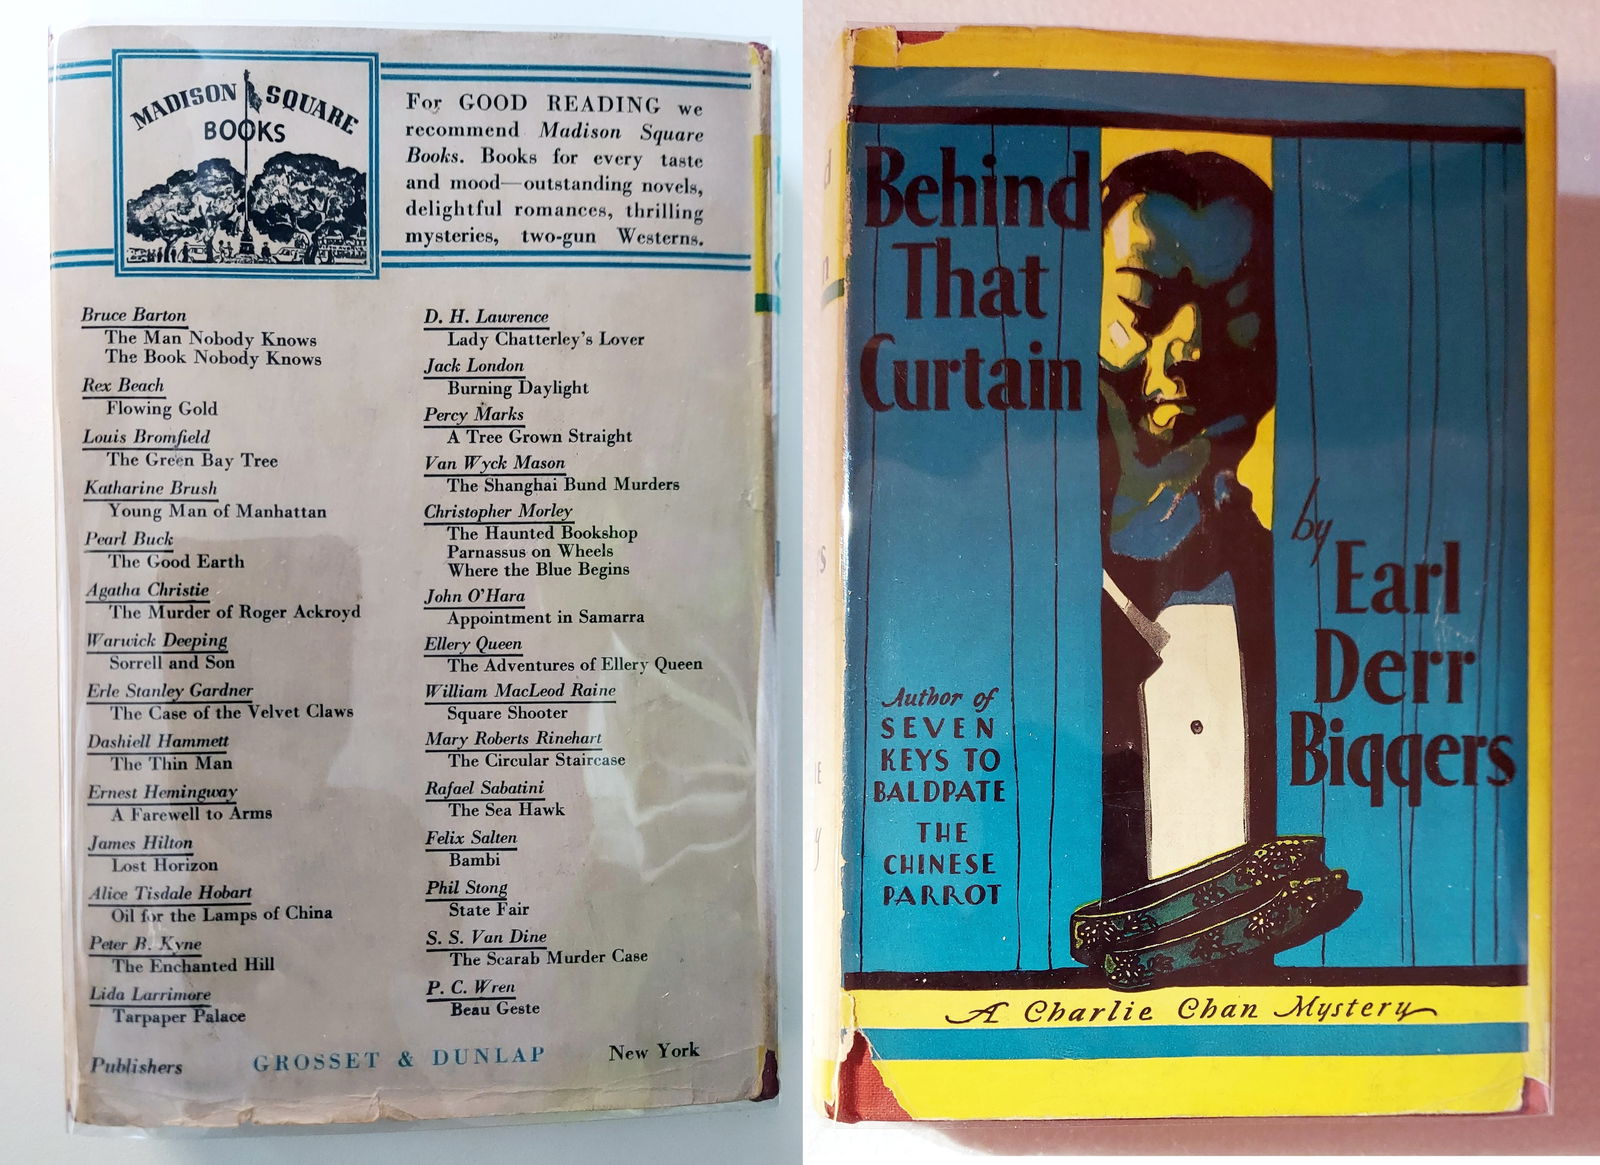 MADISON SQUARE
BOOKS
For GOOD READING we
recommend Madison Square
Books. Books for every taste
and mood—outstanding novels,
delightful romances, thrilling
mysteries, two-gun Westerns.
Bruce Barton
The Man Nobody Knows
The Book Nobody Knows
Rex Beach
Flowing Gold
Louis Bromfield
The Green Bay Tree
Katharine Brush
Young Man of Manhattan
Pearl Buck
The Good Earth
Agatha Christie
The Murder of Roger Ackroyd
Warwick Deeping
Sorrell and Son
Erle Stanley Gardner
The Case of the Velvet Claws
Dashiell Hammett
The Thin Man
Ernest Hemingway
A Farewell to Arms
James Hilton
Lost Horizon
Alice Tisdale Hobart
Oil for the Lamps of China
Peter B. Kyne
The Enchanted Hill
Lida Larrimore
Tarpaper Palace
D. H. Lawrence
Lady Chatterley's Lover
Jack London
Burning Daylight
Percy Marks
A Tree Grown Straight
Van Wyck Mason
The Shanghai Bund Murders
Christopher Morley
The Haunted Bookshop
Parnassus on Wheels
Where the Blue Begins
John O'Hara
Appointment in Samarra
Ellery Queen
The Adventures of Ellery Queen
William MacLeod Raine
Square Shooter
Mary Roberts Rinehart
The Circular Staircase
Rafael Sabatini
The Sea Hawk
Felix Salten
Bambi
Phil Stong
State Fair
S. S. Van Dine
The Scarab Murder Case
P. C. Wren
Beau Geste
Publishers GROSSET & DUNLAP New York
Behind
That
Curtain
by
Earl
Derr
Biggers
Author of
SEVEN
KEYS TO
BALDPATE
THE
CHINESE
PARROT
A Charlie Chan Mystery